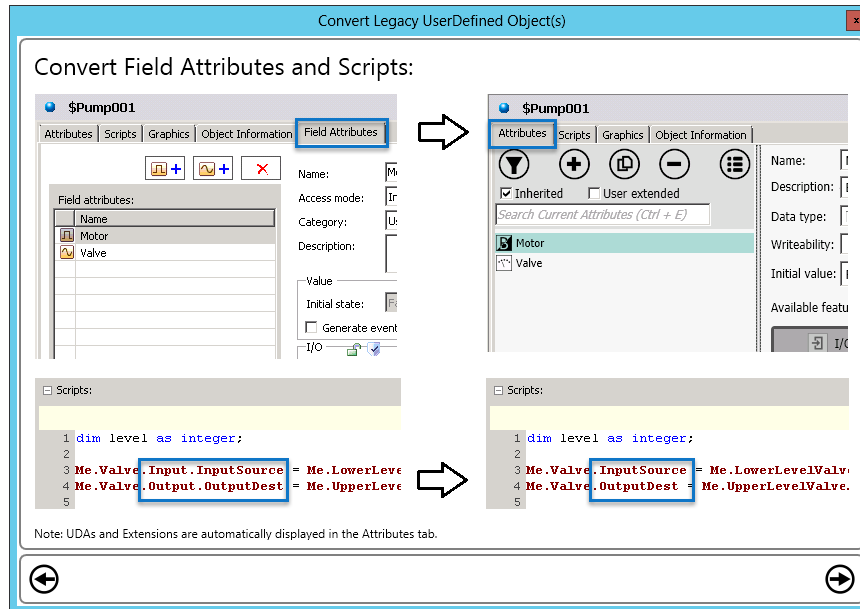 Convert Legacy UserDefined Object(s)
x
Convert Field Attributes and Scripts:
$Pump001
Attributes Scripts Graphics Object Information Field Attributes
Name:
Access mode:
Category:
Description:
Field attributes:
Name
Motor
Valve
Value
Initial state:
Generate event
I/O
$Pump001
Attributes Scripts Graphics Object Information
Inherited User extended
Search Current Attributes (Ctrl + E)
Motor
Valve
Name:
Description:
Data type:
Writeability:
Initial value:
Available featu
I/O
Scripts:
1 dim level as integer;
2
3 Me.Valve.Input.InputSource = Me.LowerLeve
4 Me.Valve.Output.OutputDest = Me.UpperLeve
5
Scripts:
1 dim level as integer;
2
3 Me.Valve.InputSource = Me.LowerLevelValv
4 Me.Valve.OutputDest = Me.UpperLevelValve.
5
Note: UDAs and Extensions are automatically displayed in the Attributes tab.